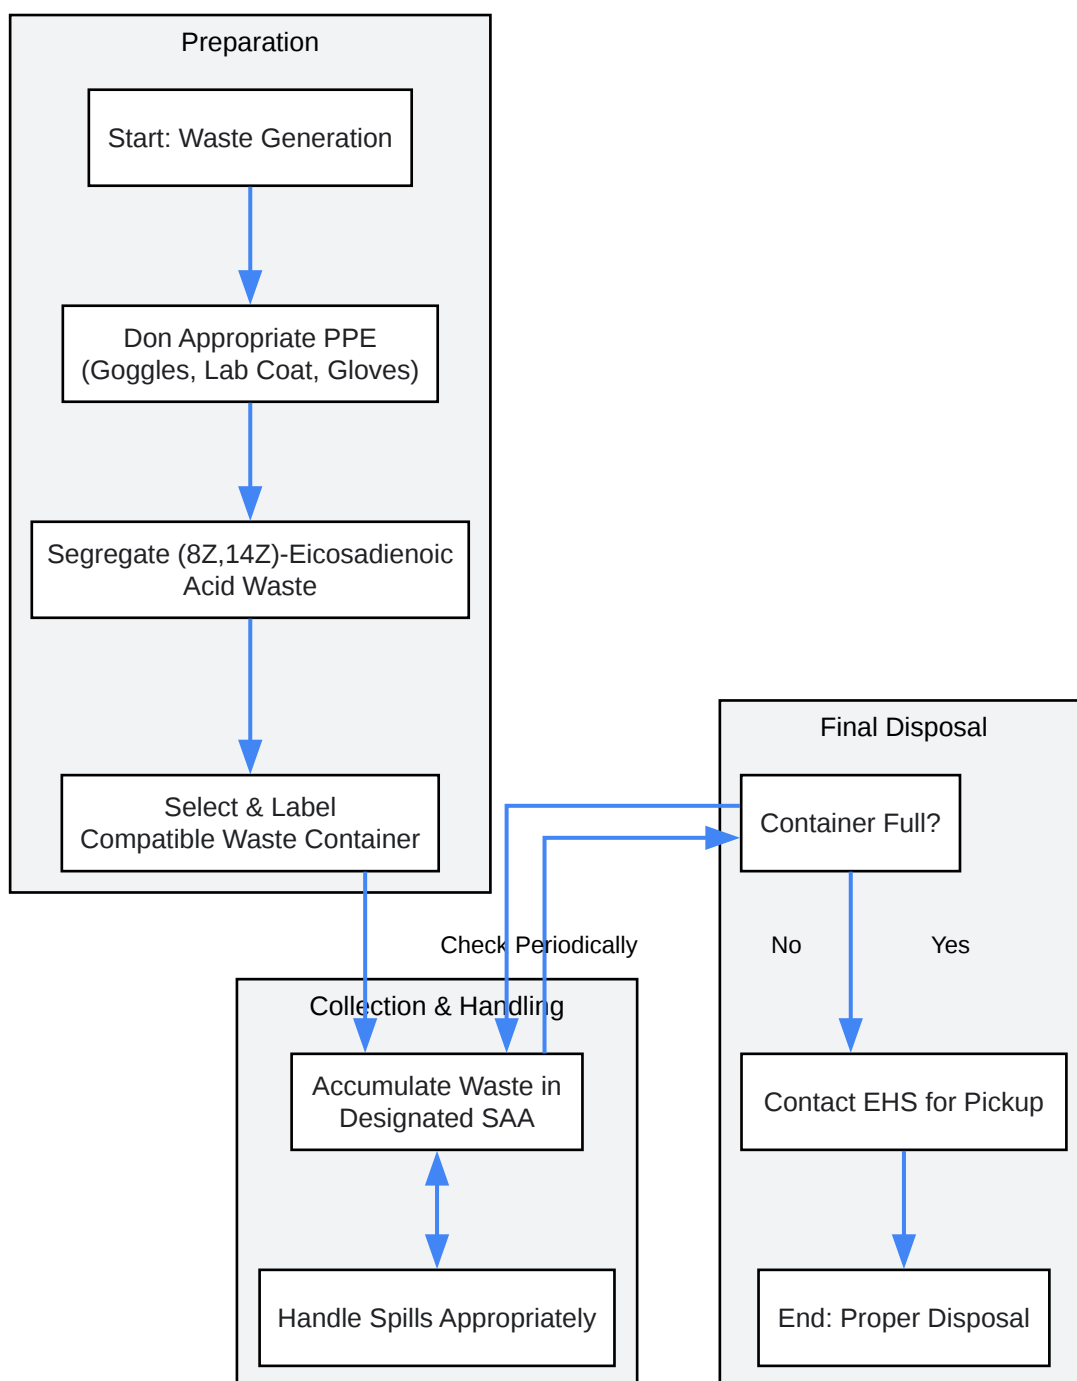 Preparation
Start: Waste Generation
Don Appropriate PPE
(Goggles, Lab Coat, Gloves)
Segregate (8Z,14Z)-Eicosadienoic
Acid Waste
Select & Label
Compatible Waste Container
Final Disposal
Container Full?
Check Periodically
No
Yes
Collection & Handling
Accumulate Waste in
Designated SAA
Contact EHS for Pickup
Handle Spills Appropriately
End: Proper Disposal